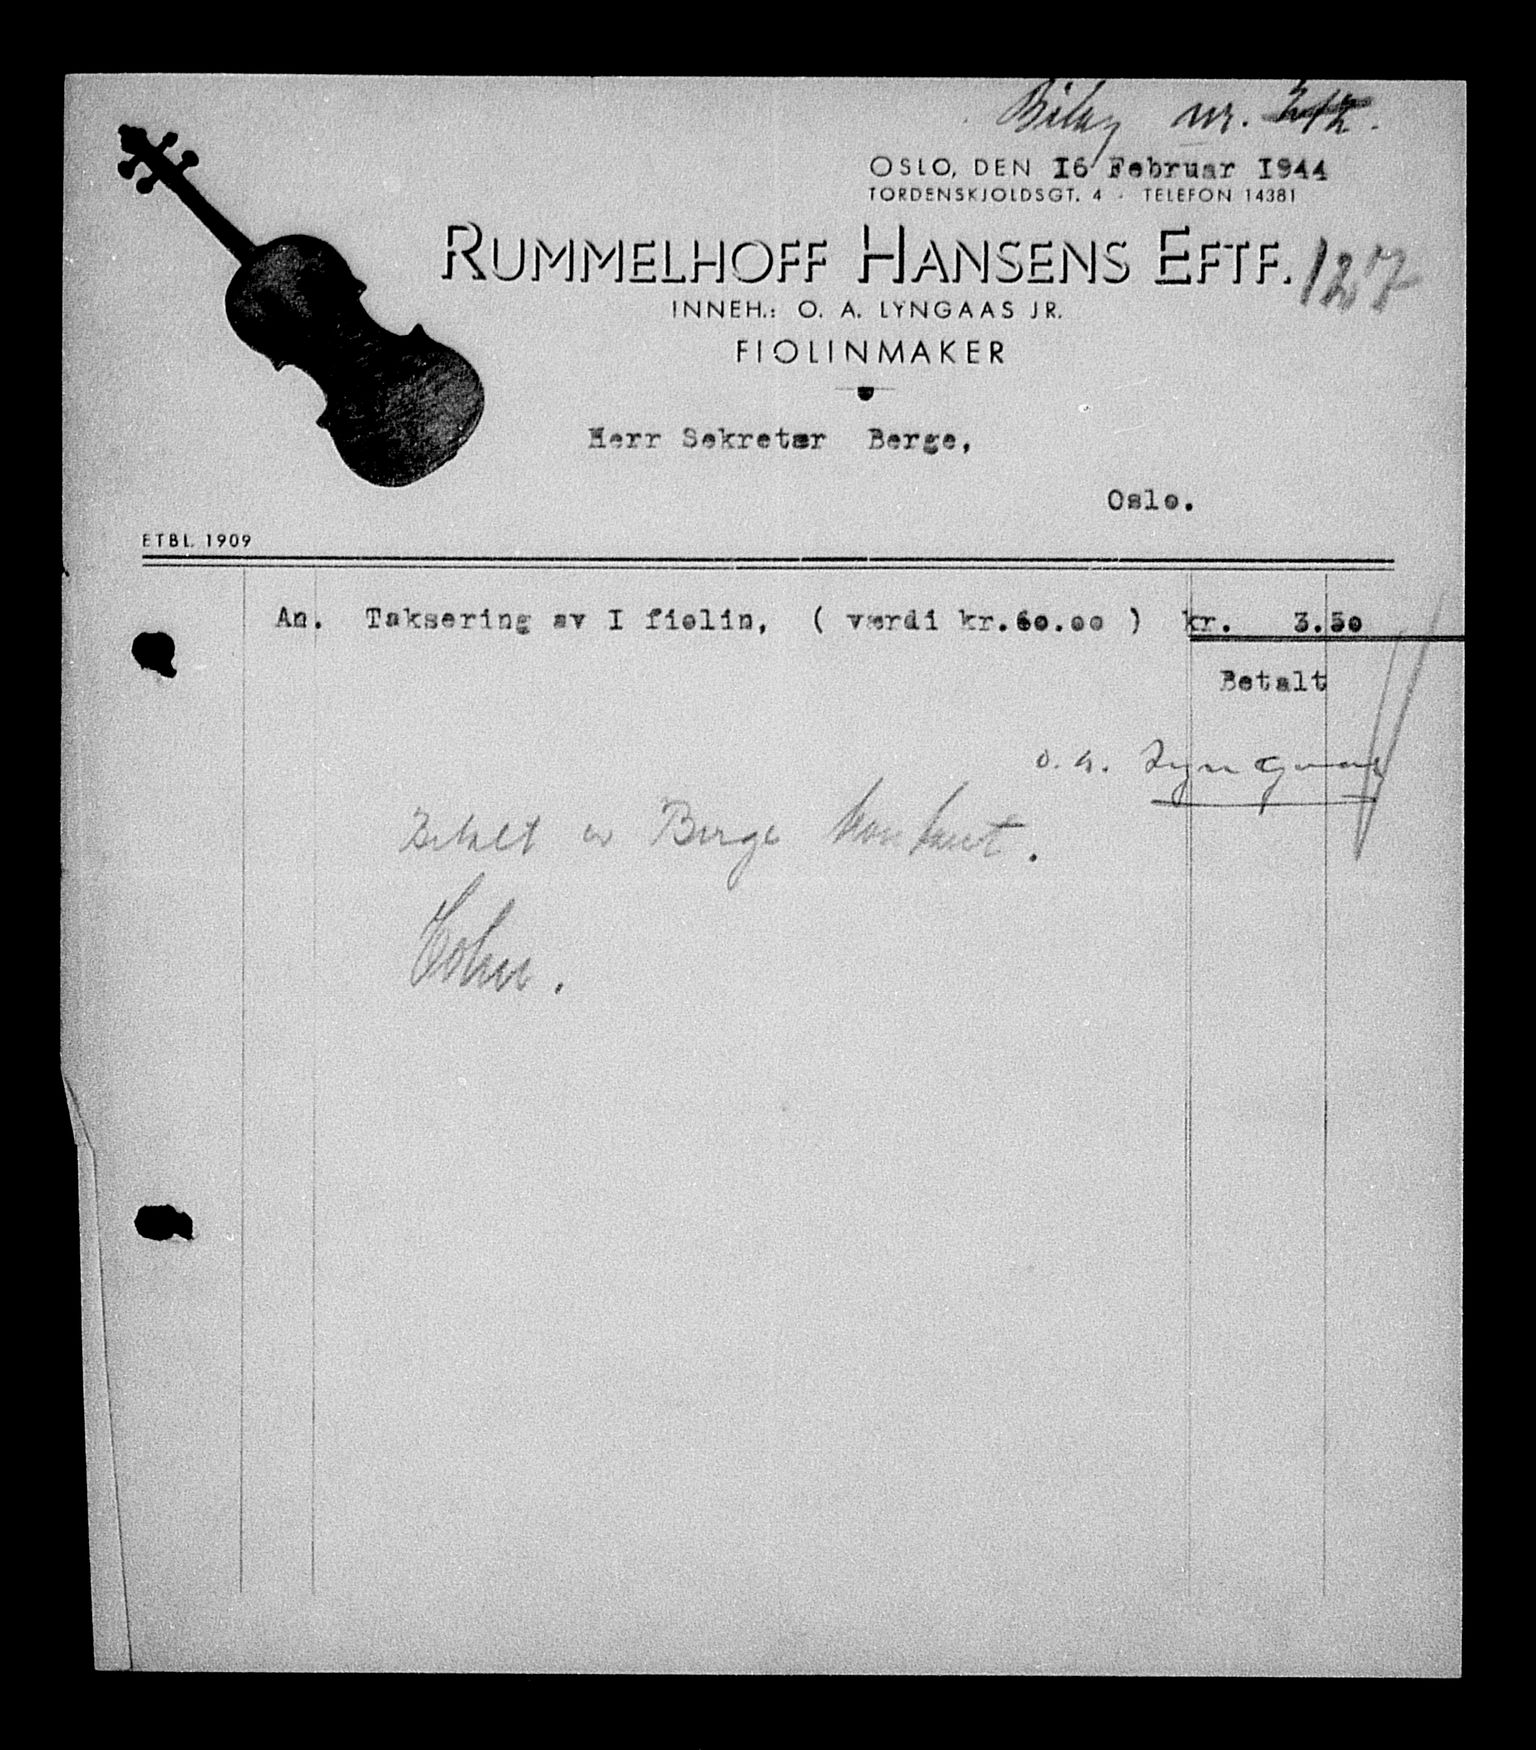 Bilag nr.
OSLO, DEN 16 Februar 1944
TORDENSKJOLDSGT. 4 - TELEFON 14381
RUMMELHOFF HANSENS EFTF.
127
INNEH.: O. A. LYNGAAS JR.
FIOLINMAKER
Herr Sekretær Berge,
Oslo.
ETBL. 1909
An. Taksering av I fiolin, ( værdi kr.60.00 ) kr. 3.50
Betalt
O. A. Lyngaas
Betalt av Berge kontant.